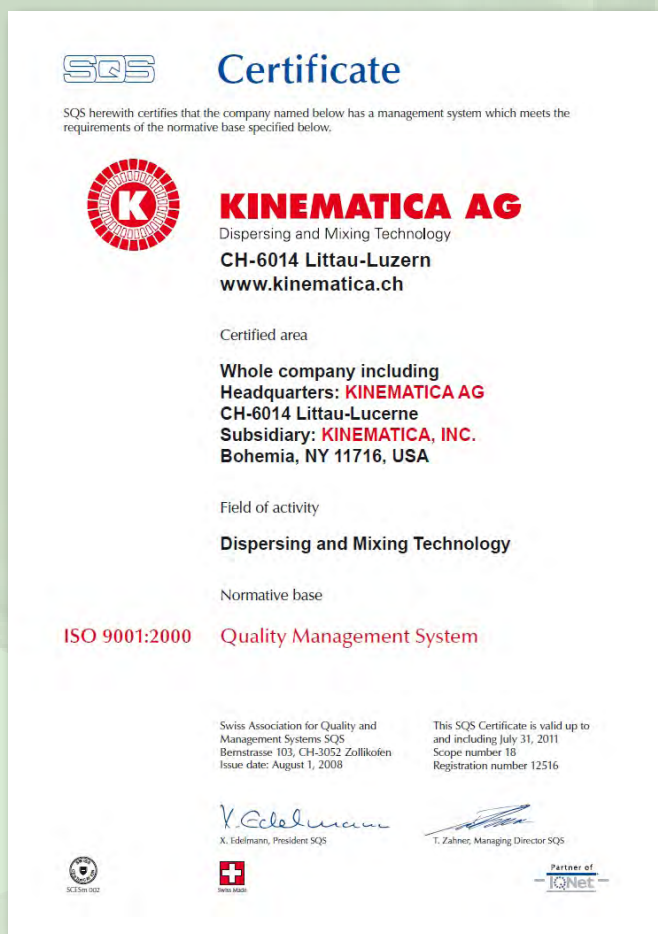 SQS
Certificate
SQS herewith certifies that the company named below has a management system which meets the
requirements of the normative base specified below.
K
KINEMATICA AG
Dispersing and Mixing Technology
CH-6014 Littau-Luzern
www.kinematica.ch
Certified area
Whole company including
Headquarters: KINEMATICA AG
CH-6014 Littau-Lucerne
Subsidiary: KINEMATICA, INC.
Bohemia, NY 11716, USA
Field of activity
Dispersing and Mixing Technology
Normative base
ISO 9001:2000 Quality Management System
Swiss Association for Quality and
Management Systems SQS
Bernstrasse 103, CH-3052 Zollikofen
Issue date: August 1, 2008
This SQS Certificate is valid up to
and including July 31, 2011
Scope number 18
Registration number 12516
X. Edelmann
X. Edelmann, President SQS
T. Zahner, Managing Director SQS
SCESm 002
Swiss Made
Partner of
IQNet